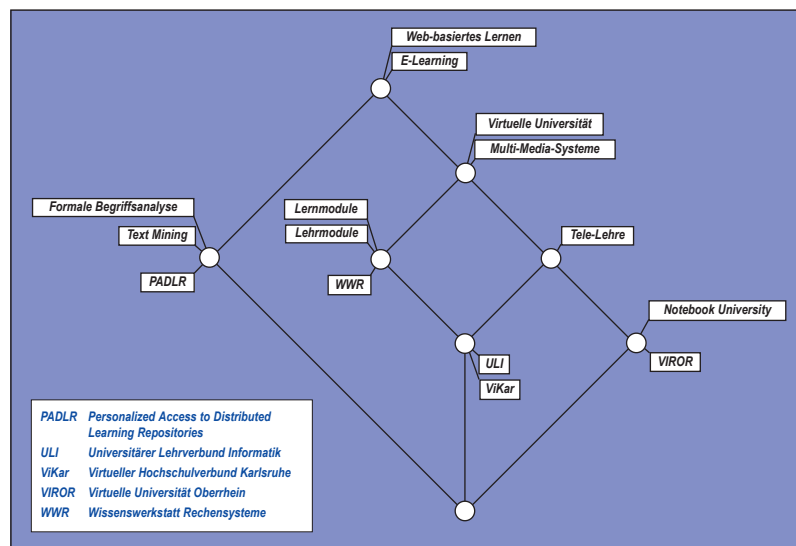 Web-basiertes Lernen
E-Learning
Virtuelle Universität
Multi-Media-Systeme
Formale Begriffsanalyse
Text Mining
PADLR
Lernmodule
Lehrmodule
WWR
Tele-Lehre
Notebook University
VIROR
ULI
ViKar
PADLR Personalized Access to Distributed
Learning Repositories
ULI Universitärer Lehrverbund Informatik
ViKar Virtueller Hochschulverbund Karlsruhe
VIROR Virtuelle Universität Oberrhein
WWR Wissenswerkstatt Rechensysteme